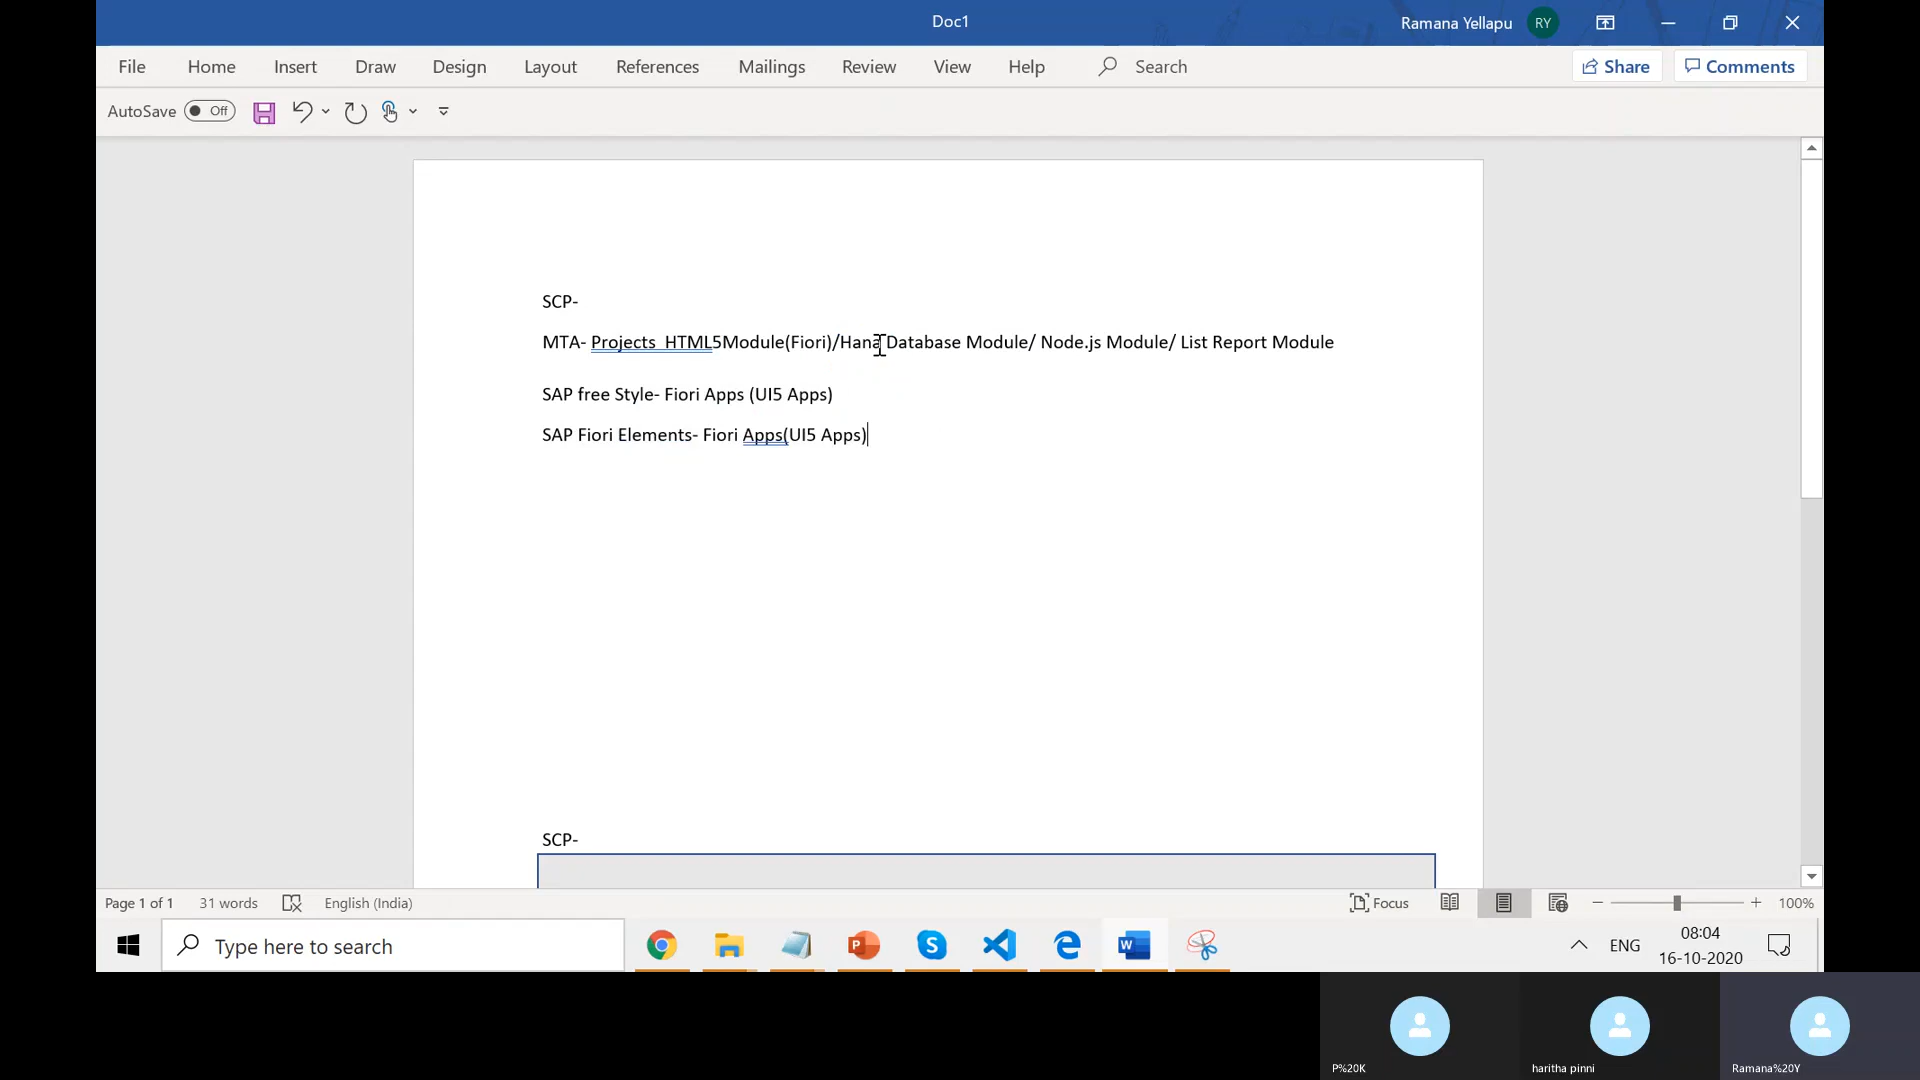 Doc1
Ramana Yellapu
RY
File Home Insert Draw Design Layout References Mailings Review View Help Search Share Comments
AutoSave Off
SCP-
MTA- Projects  HTML5Module(Fiori)/Hana Database Module/ Node.js Module/ List Report Module
SAP free Style- Fiori Apps (UI5 Apps)
SAP Fiori Elements- Fiori Apps(UI5 Apps)
SCP-
Page 1 of 1 31 words English (India) Focus 100%
Type here to search
P
S
W
ENG
08:04
16-10-2020
P%20K haritha pinni Ramana%20Y